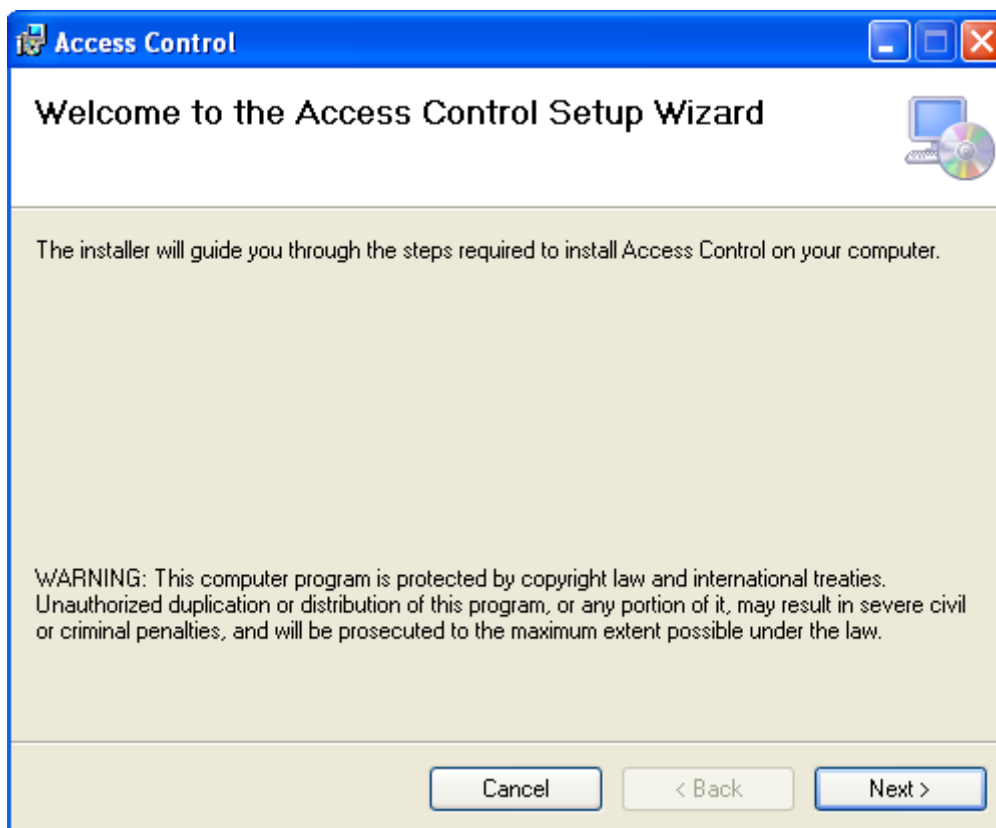 Access Control
Welcome to the Access Control Setup Wizard
The installer will guide you through the steps required to install Access Control on your computer.
WARNING: This computer program is protected by copyright law and international treaties.
Unauthorized duplication or distribution of this program, or any portion of it, may result in severe civil
or criminal penalties, and will be prosecuted to the maximum extent possible under the law.
Cancel
< Back
Next >